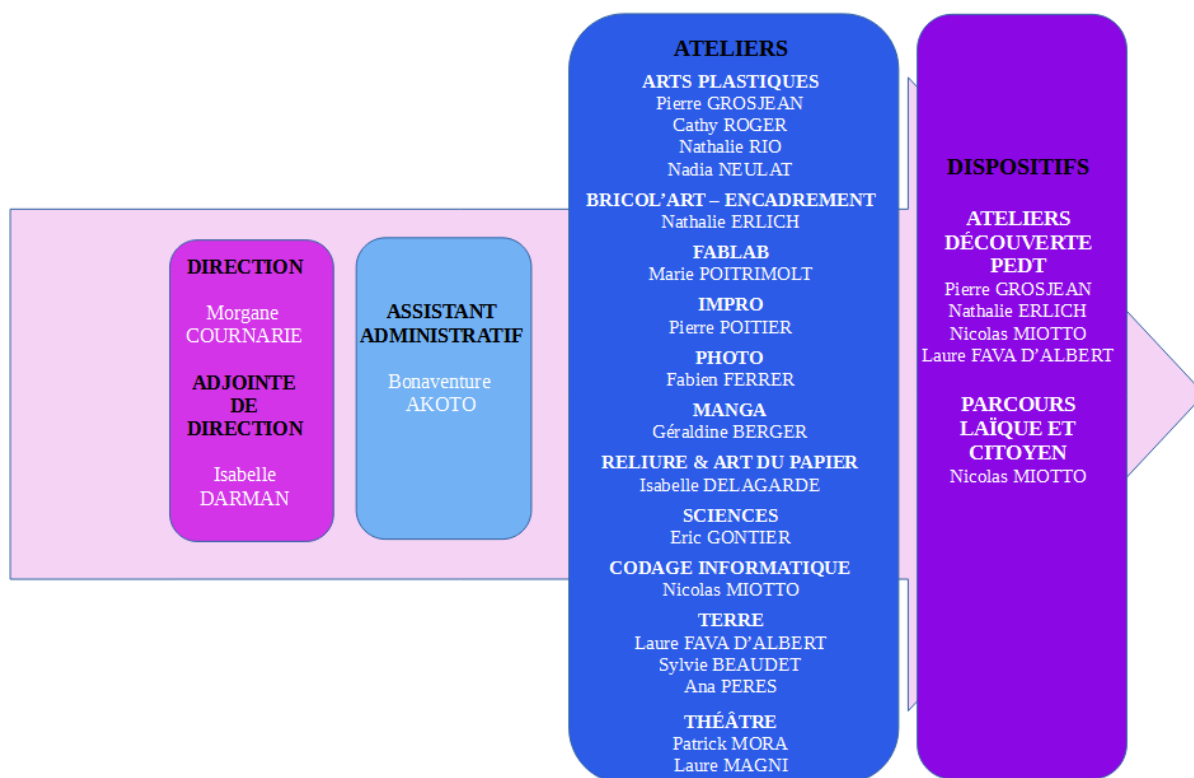 DIRECTION
Morgane
COURNARIE
ADJOINTE
DE
DIRECTION
Isabelle
DARMAN
ASSISTANT
ADMINISTRATIF
Bonaventure
AKOTO
ATELIERS
ARTS PLASTIQUES
Pierre GROSJEAN
Cathy ROGER
Nathalie RIO
Nadia NEULAT
BRICOL’ART – ENCADREMENT
Nathalie ERLICH
FABLAB
Marie POITRIMOLT
IMPRO
Pierre POITIER
PHOTO
Fabien FERRER
MANGA
Géraldine BERGER
RELIURE & ART DU PAPIER
Isabelle DELAGARDE
SCIENCES
Eric GONTIER
CODAGE INFORMATIQUE
Nicolas MIOTTO
TERRE
Laure FAVA D’ALBERT
Sylvie BEAUDET
Ana PERES
THÉÂTRE
Patrick MORA
Laure MAGNI
DISPOSITIFS
ATELIERS
DÉCOUVERTE
PEDT
Pierre GROSJEAN
Nathalie ERLICH
Nicolas MIOTTO
Laure FAVA D’ALBERT
PARCOURS
LAÏQUE ET
CITOYEN
Nicolas MIOTTO